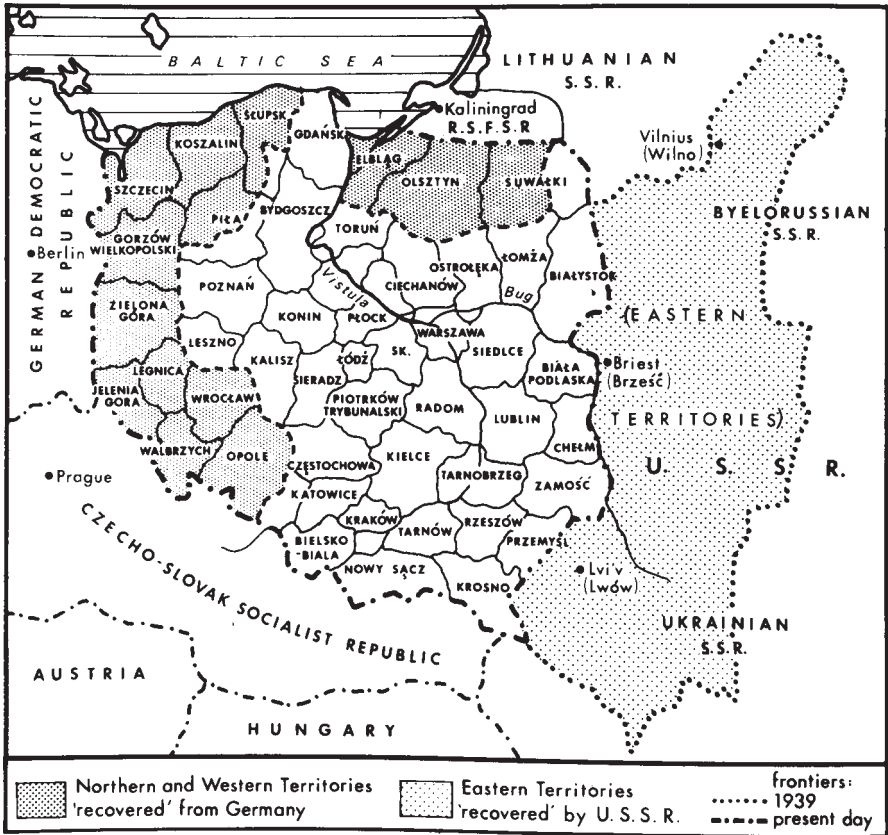 BALTIC SEA
LITHUANIAN
S.S.R.
Kaliningrad
R.S.F.S.R
GERMAN DEMOCRATIC
REPUBLIC
SŁUPSK
KOSZALIN
GDAŃSK
Vilnius
(Wilno)
ELBLĄG
OLSZTYN
SUWAŁKI
SZCZECIN
PIŁA
BYDGOSZCZ
TORUŃ
BYELORUSSIAN
S.S.R.
Berlin
GORZÓW
WIELKOPOLSKI
OSTROŁĘKA
ŁOMŻA
BIAŁYSTOK
POZNAŃ
Vistula
CIECHANÓW
Bug
ZIELONA
GÓRA
KONIN
PŁOCK
WARSZAWA
(EASTERN
TERRITORIES)
LESZNO
KALISZ
ŁÓDŹ
SK.
SIEDLCE
BIAŁA
PODLASKA
Briest
(Brześć)
LEGNICA
JELENIA
GÓRA
WROCŁAW
SIERADZ
PIOTRKÓW
TRYBUNALSKI
RADOM
LUBLIN
CHEŁM
WALBRZYCH
OPOLE
CZĘSTOCHOWA
KIELCE
TARNOBRZEG
ZAMOŚĆ
U. S. S. R.
Prague
KATOWICE
KRAKÓW
TARNÓW
RZESZÓW
PRZEMYŚL
BIELSKO
-BIALA
NOWY SĄCZ
KROSNO
Lviv
(Lwów)
CZECHO-SLOVAK SOCIALIST REPUBLIC
UKRAINIAN
S.S.R.
AUSTRIA
HUNGARY
Northern and Western Territories
'recovered' from Germany
Eastern Territories
'recovered' by U.S.S.R.
frontiers:
1939
present day